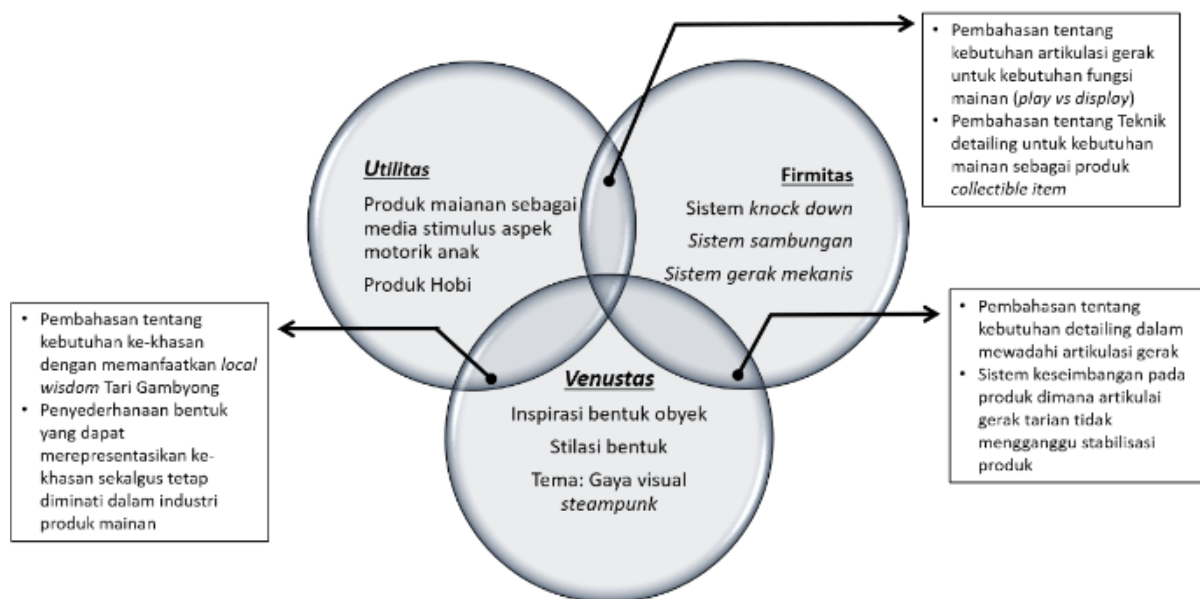 • Pembahasan tentang
kebutuhan artikulasi gerak
untuk kebutuhan fungsi
mainan (play vs display)
• Pembahasan tentang Teknik
detailing untuk kebutuhan
mainan sebagai produk
collectible item
Utilitas
Produk maianan sebagai
media stimulus aspek
motorik anak
Produk Hobi
Firmitas
Sistem knock down
Sistem sambungan
Sistem gerak mekanis
• Pembahasan tentang
kebutuhan ke-khasan
dengan memanfaatkan local
wisdom Tari Gambyong
• Penyederhanaan bentuk
yang dapat
merepresentasikan ke-
khasan sekalgus tetap
diminati dalam industri
produk mainan
Venustas
Inspirasi bentuk obyek
Stilasi bentuk
Tema: Gaya visual
steampunk
• Pembahasan tentang
kebutuhan detailing dalam
mewadahi artikulasi gerak
• Sistem keseimbangan pada
produk dimana artikulai
gerak tarian tidak
mengganggu stabilisasi
produk